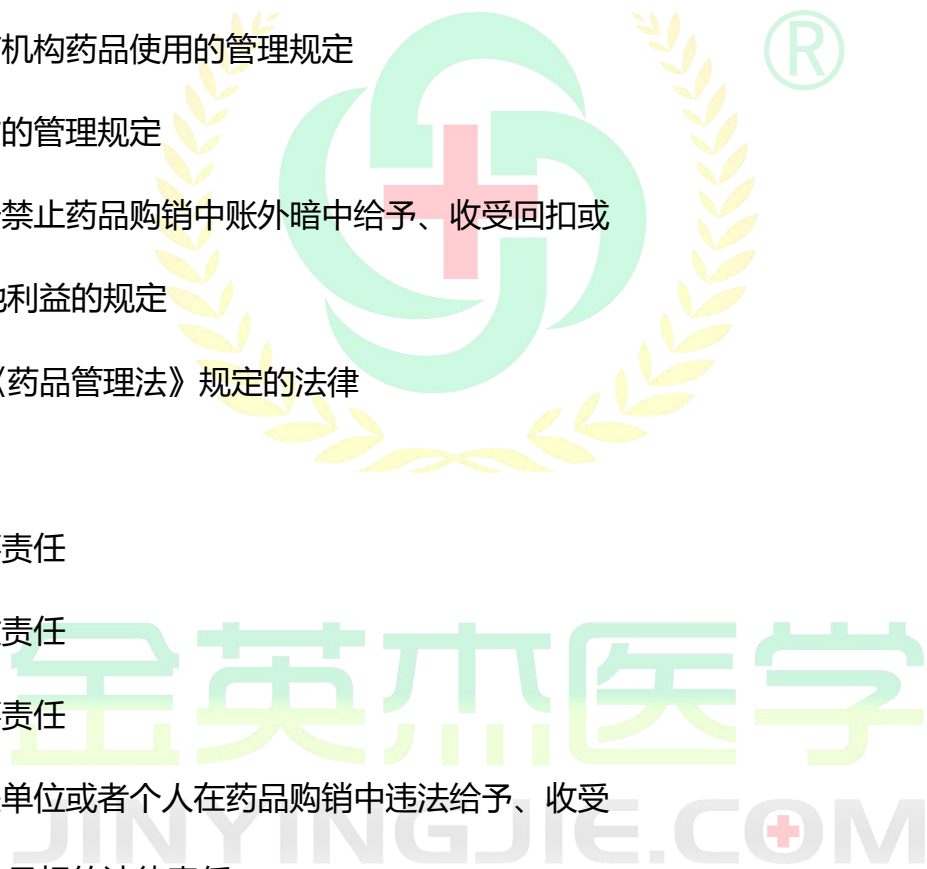 机构药品使用的管理规定
的管理规定
禁止药品购销中账外暗中给予、收受回扣或
利益的规定
《药品管理法》规定的法律
责任
责任
责任
单位或者个人在药品购销中违法给予、收受
金英杰医学
JINYINGJIE.COM
®